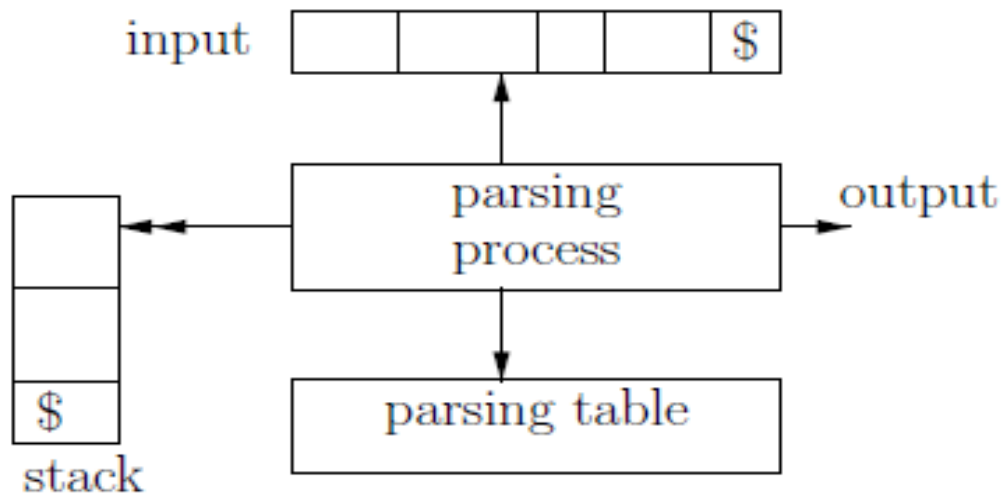 input
$
parsing
process
output
$
stack
parsing table